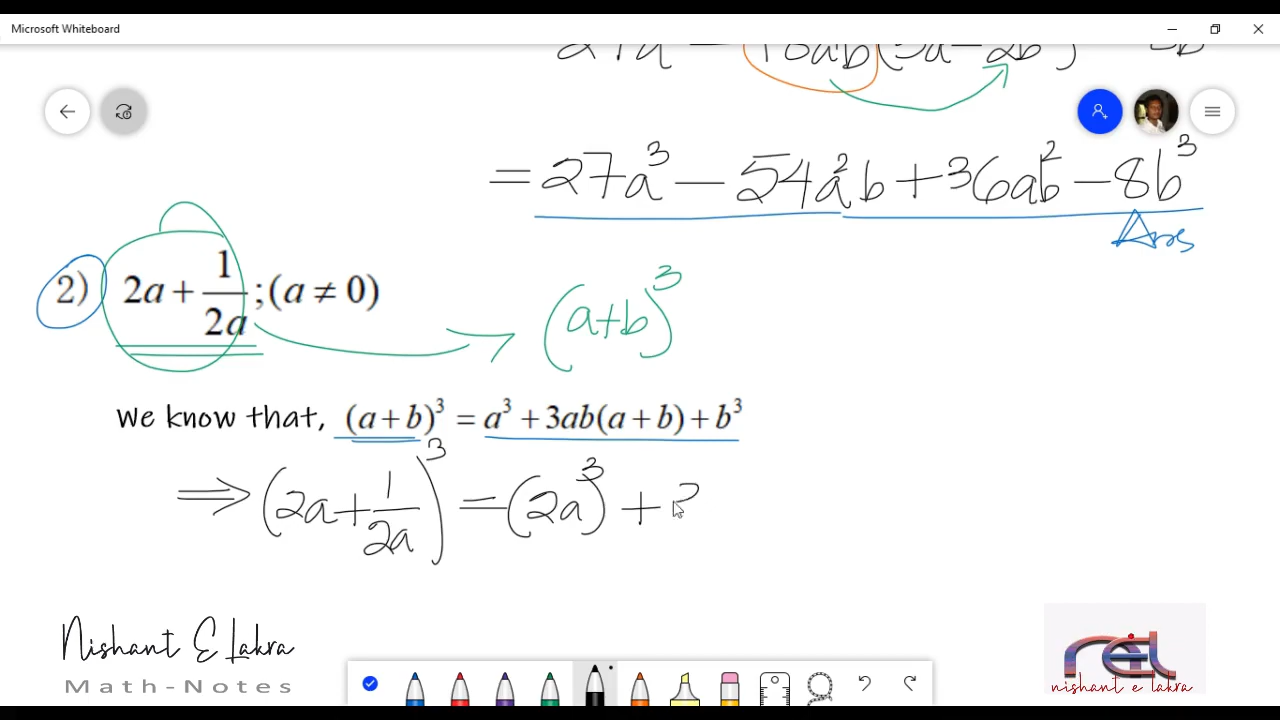 Microsoft Whiteboard
= 27a³ – 54a²b + 36ab² – 8b³
Ans
2) 2a + 1/2a ; (a ≠ 0)
(a+b)³
we know that, (a + b)³ = a³ + 3ab(a + b) + b³
⟹ (2a + 1/2a)³ = (2a)³ +
Nishant E Lakra
Math-Notes
nishant e lakra